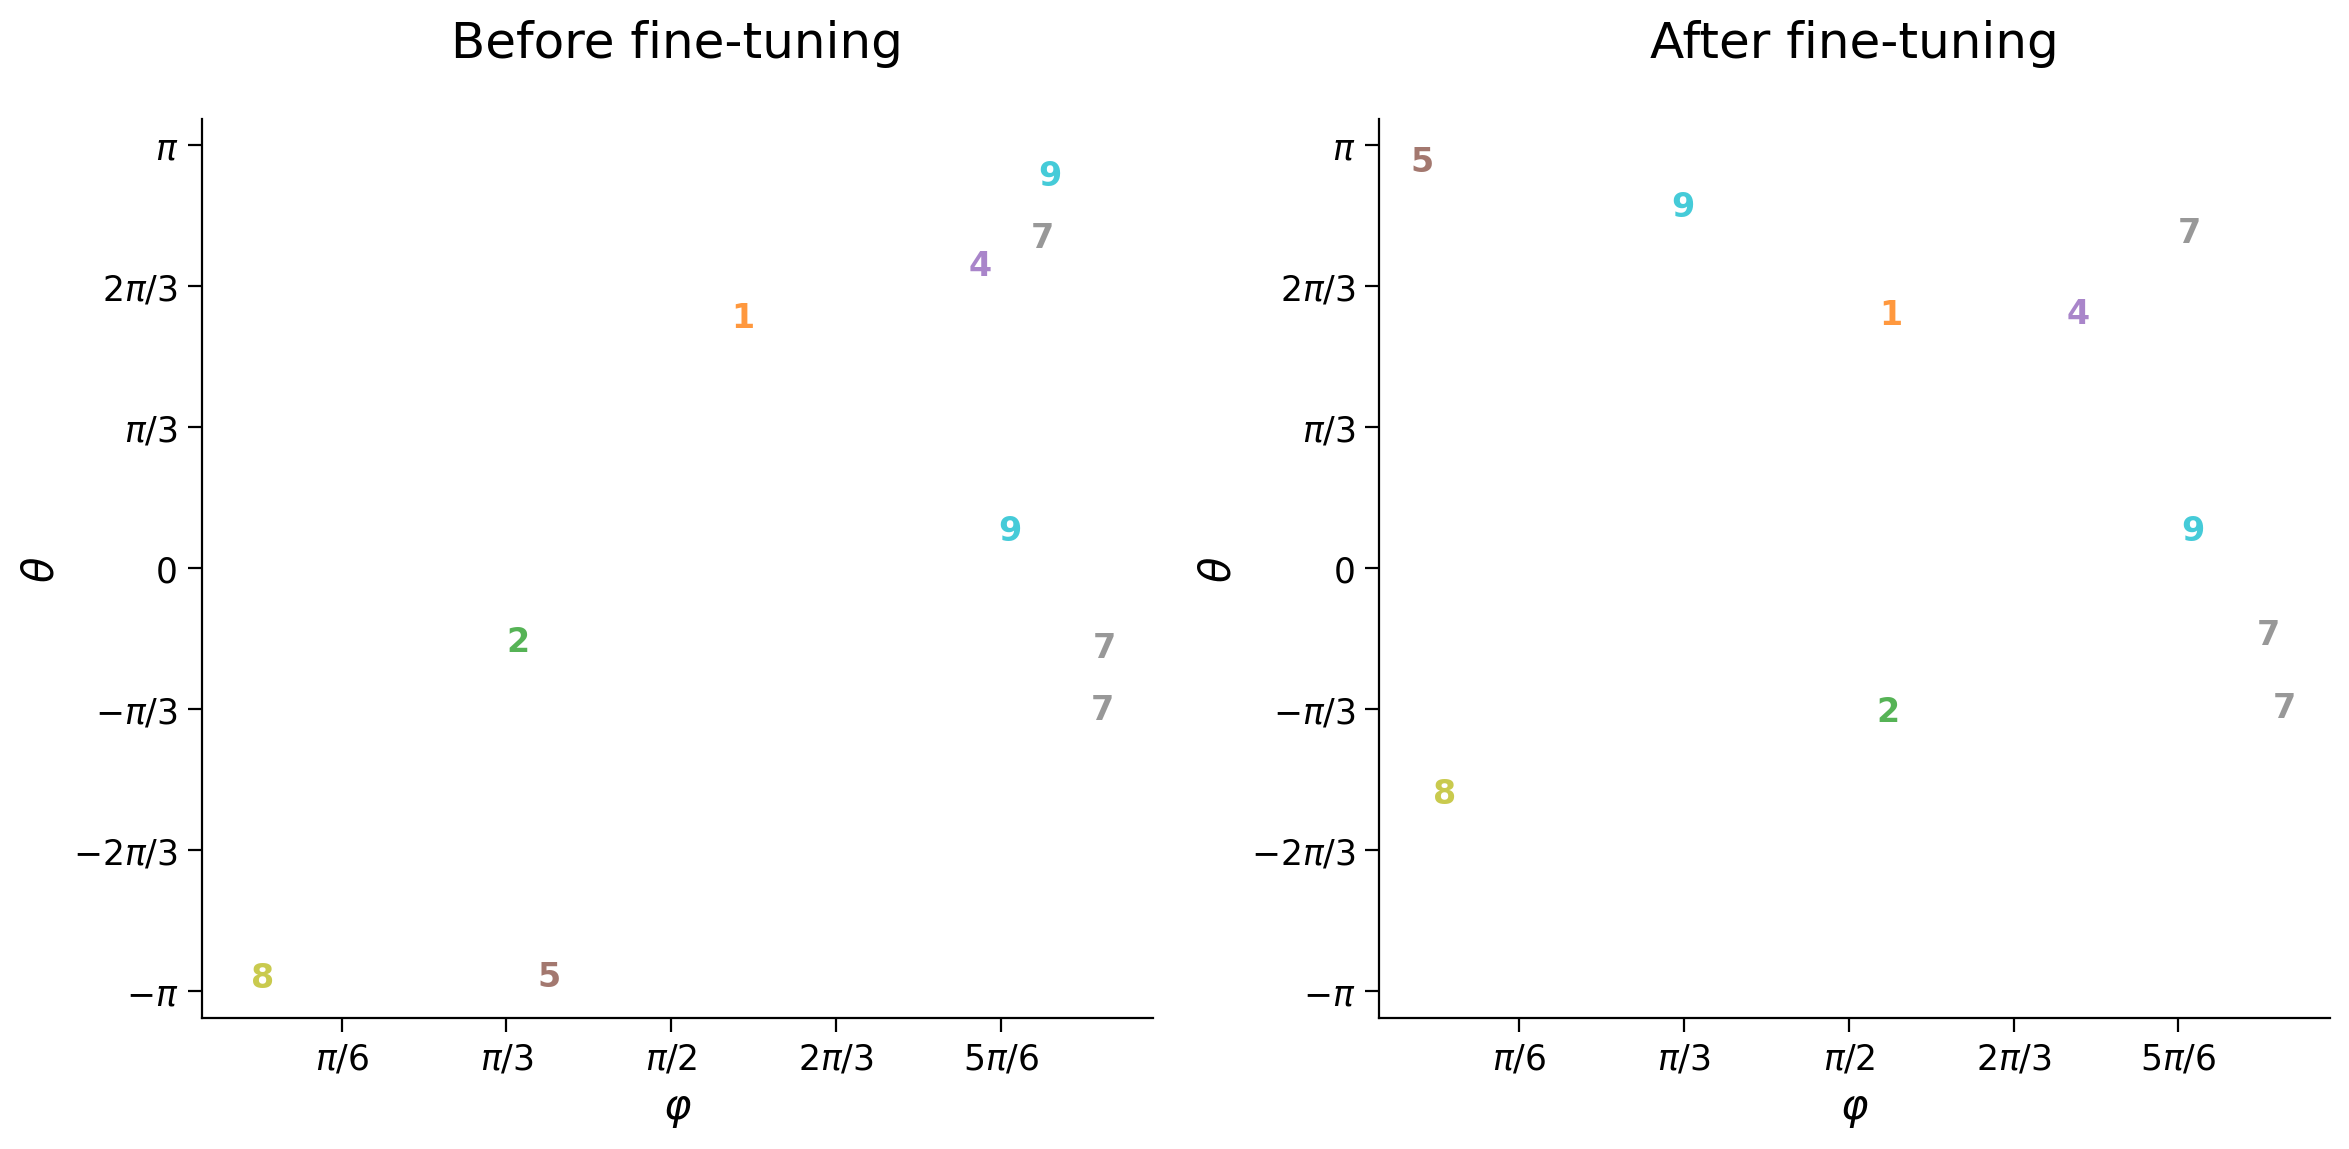 Before fine-tuning
π
2π/3
π/3
0
−π/3
−2π/3
−π
θ
9
7
4
1
9
2
7
7
8
5
π/6 π/3 π/2 2π/3 5π/6
φ
After fine-tuning
π
2π/3
π/3
0
−π/3
−2π/3
−π
θ
5
9
7
1 4
9
7
2 7
8
π/6 π/3 π/2 2π/3 5π/6
φ